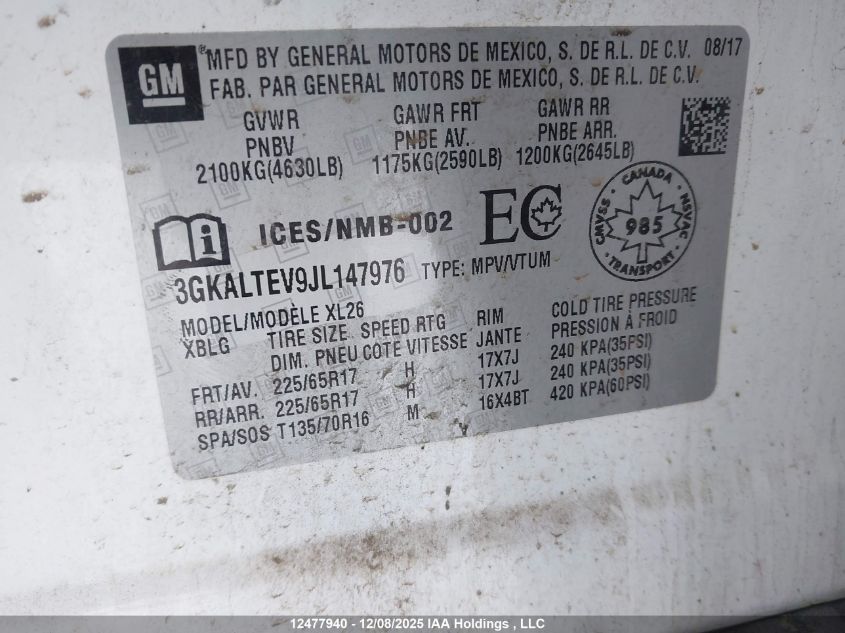 GM
® MFD BY GENERAL MOTORS DE MEXICO, S. DE R.L. DE C.V. 08/17
FAB. PAR GENERAL MOTORS DE MEXICO, S. DE R.L. DE C.V.
GVWR GAWR FRT GAWR RR
PNBV PNBE AV. PNBE ARR.
2100KG(4630LB) 1175KG(2590LB) 1200KG(2645LB)
i ICES/NMB-002 EC
CANADA
CMVSS 985 NSVAC
TRANSPORT
3GKALTEV9JL147976 TYPE: MPV/VTUM
MODEL/MODÈLE XL26
XBLG TIRE SIZE SPEED RTG RIM COLD TIRE PRESSURE
DIM. PNEU COTE VITESSE JANTE PRESSION À FROID
FRT/AV. 225/65R17 H 17X7J 240 KPA(35PSI)
RR/ARR. 225/65R17 H 17X7J 240 KPA(35PSI)
SPA/SOS T135/70R16 M 16X4BT 420 KPA(60PSI)
Y
12477940 - 12/08/2025 IAA Holdings , LLC